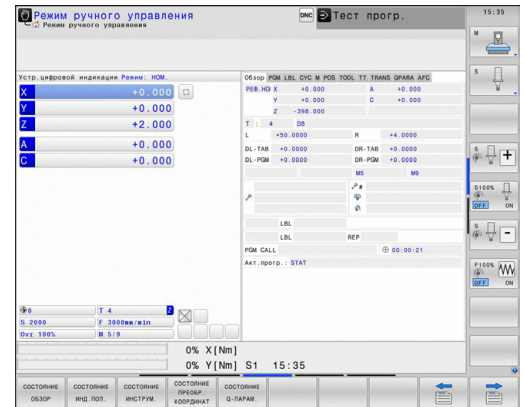 Режим ручного управления
Режим ручного управления
DNC
Тест прогр.
15:35
Устр.цифровой индикации Режим: НОМ.
X +0.000
Y +0.000
Z +2.000
A +0.000
C +0.000
0 T 4 Z
S 2000 F 3000mm/min
Ovr 100% M 5/9
Обзор PGM LBL CYC M POS TOOL TT TRANS QPARA AFC
РЕФ.НОМ X +0.000 A +0.000
Y +0.000 C +0.000
Z -398.000
T : 4 D8
L +50.0000 R +4.0000
DL-TAB +0.0000 DR-TAB +0.0000
DL-PGM +0.0000 DR-PGM +0.0000
M5 M9
P #
P
LBL
LBL REP
PGM CALL 00:00:21
Акт.прогр.: STAT
0% X[Nm]
0% Y[Nm] S1 15:35
M
S
S +
S100%
OFF ON
S -
F100%
OFF ON
СОСТОЯНИЕ ОБЗОР
СОСТОЯНИЕ ИНД. ПОЛ.
СОСТОЯНИЕ ИНСТРУМ.
СОСТОЯНИЕ ПРЕОБР. КООРДИНАТ
СОСТОЯНИЕ Q-ПАРАМ.